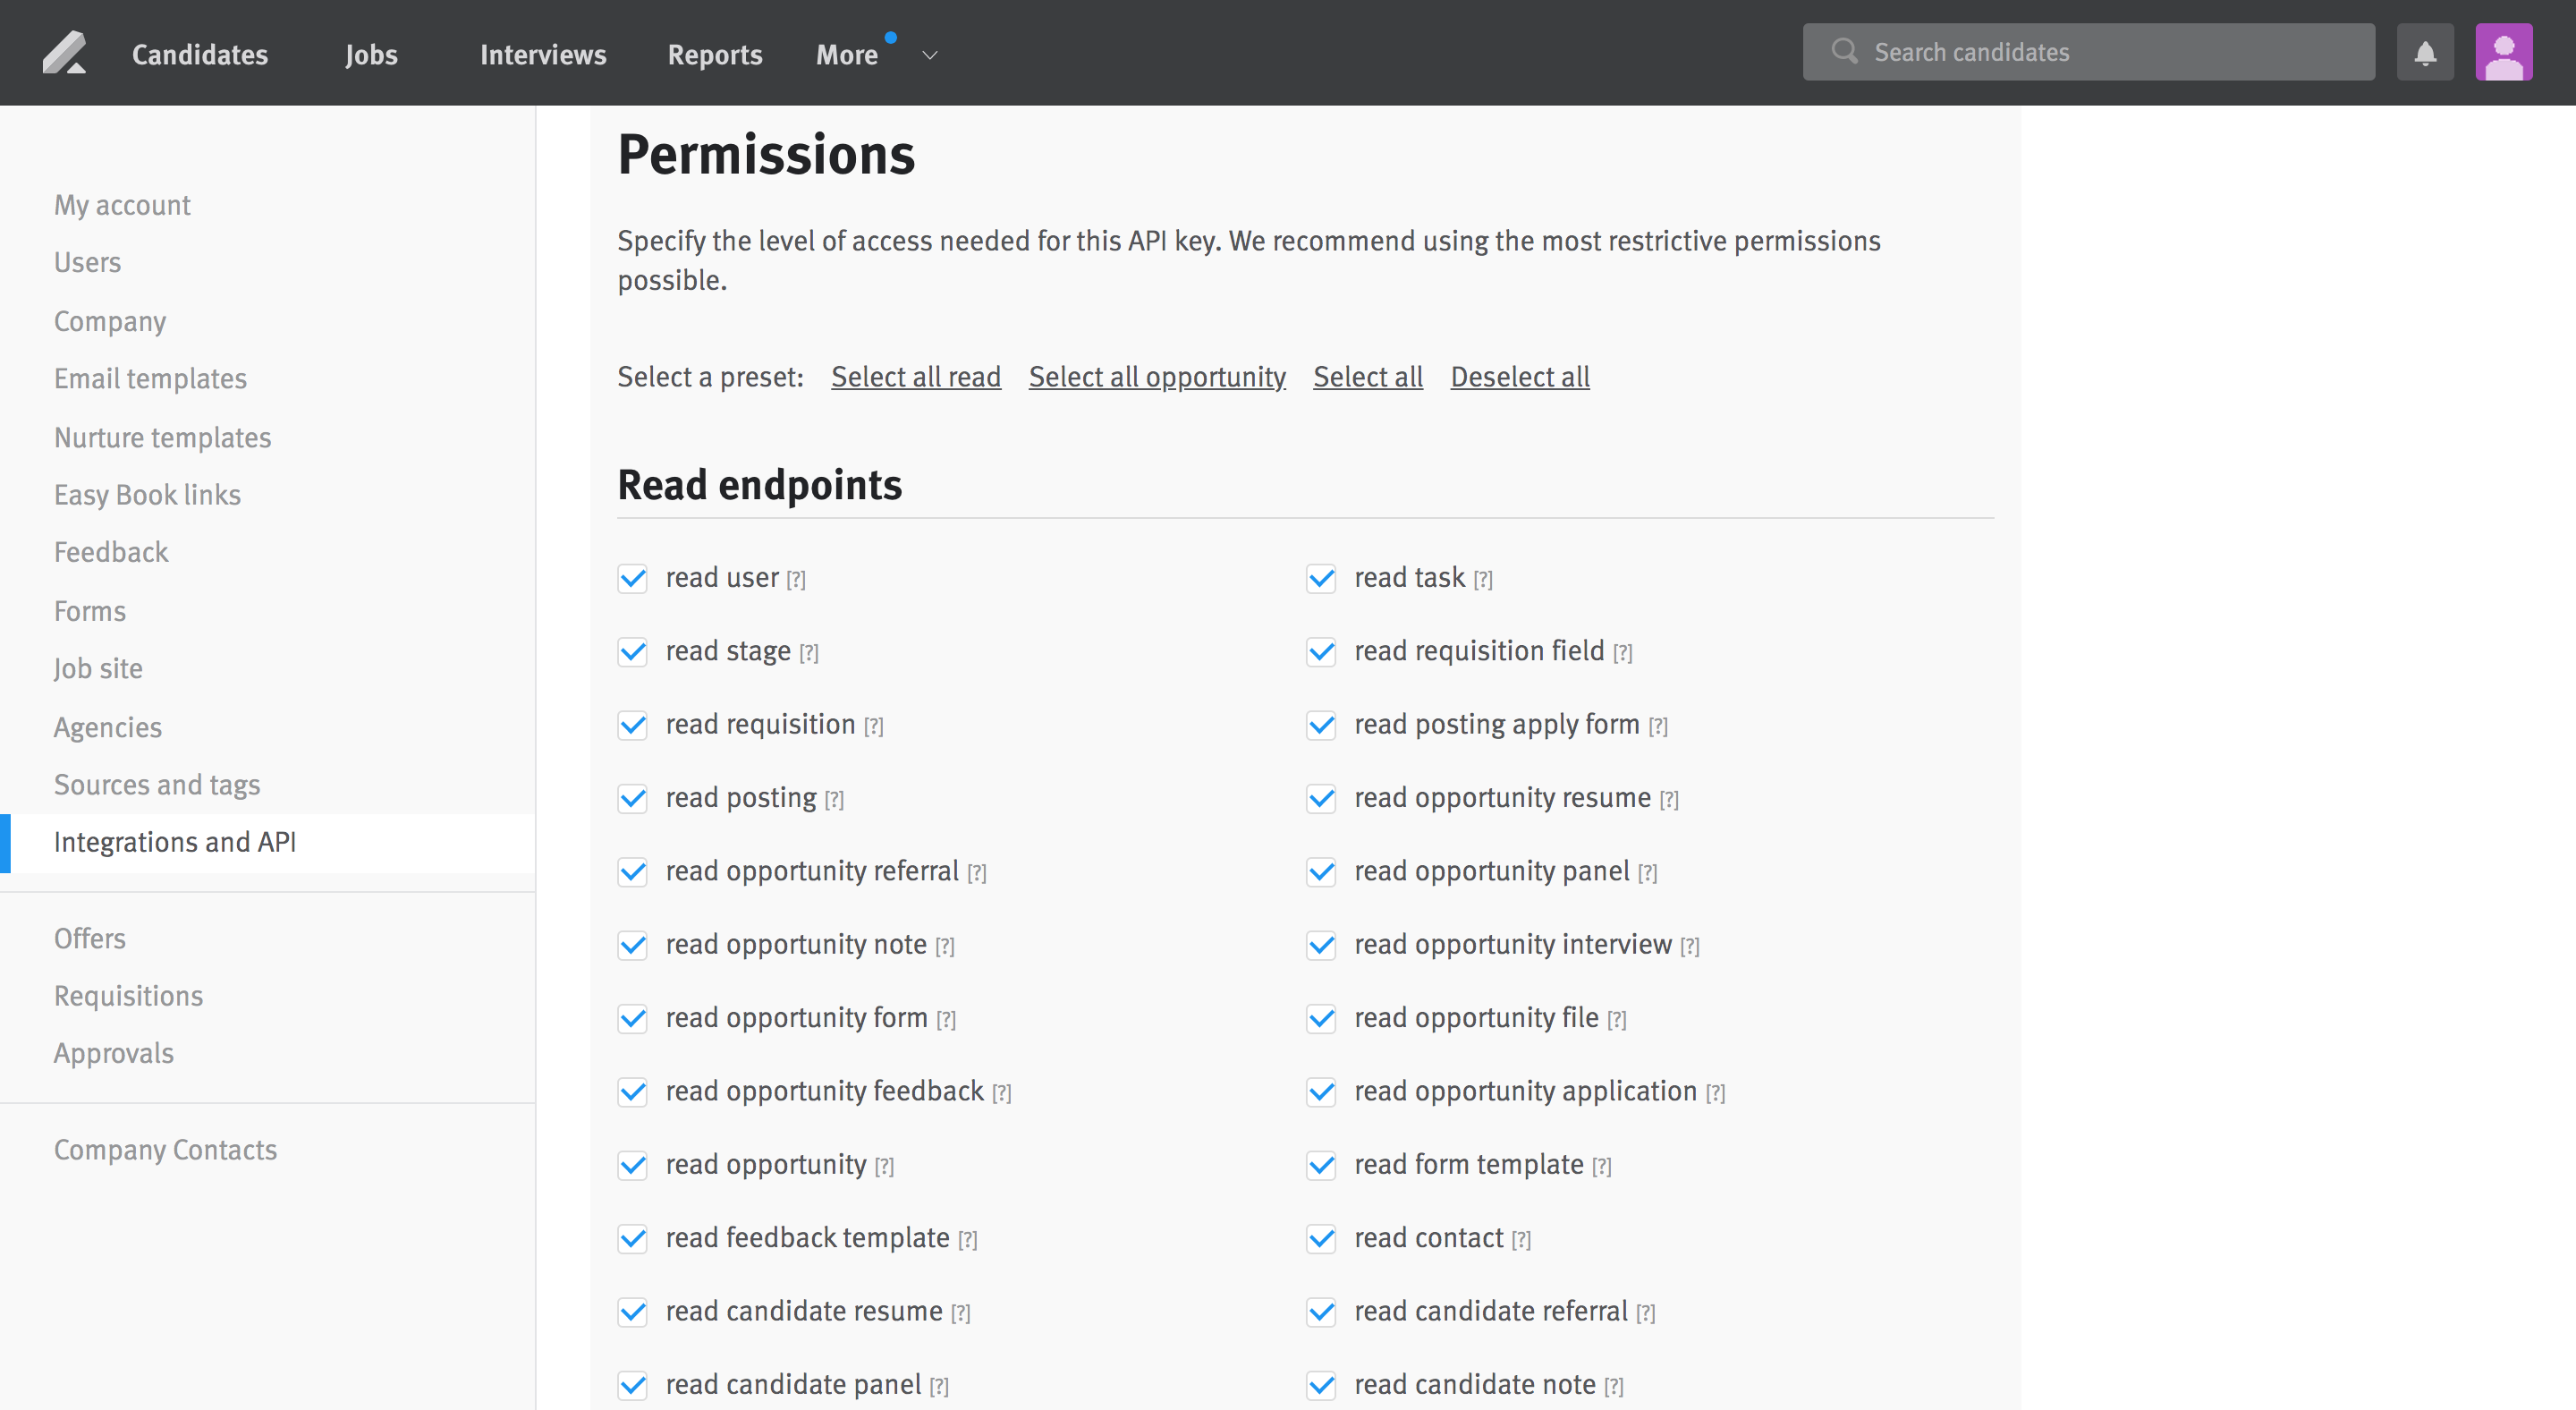 Candidates Jobs Interviews Reports More Search candidates
My account
Users
Company
Email templates
Nurture templates
Easy Book links
Feedback
Forms
Job site
Agencies
Sources and tags
Integrations and API
Offers
Requisitions
Approvals
Company Contacts
Permissions
Specify the level of access needed for this API key. We recommend using the most restrictive permissions
possible.
Select a preset: Select all read Select all opportunity Select all Deselect all
Read endpoints
read user [?] read task [?]
read stage [?] read requisition field [?]
read requisition [?] read posting apply form [?]
read posting [?] read opportunity resume [?]
read opportunity referral [?] read opportunity panel [?]
read opportunity note [?] read opportunity interview [?]
read opportunity form [?] read opportunity file [?]
read opportunity feedback [?] read opportunity application [?]
read opportunity [?] read form template [?]
read feedback template [?] read contact [?]
read candidate resume [?] read candidate referral [?]
read candidate panel [?] read candidate note [?]